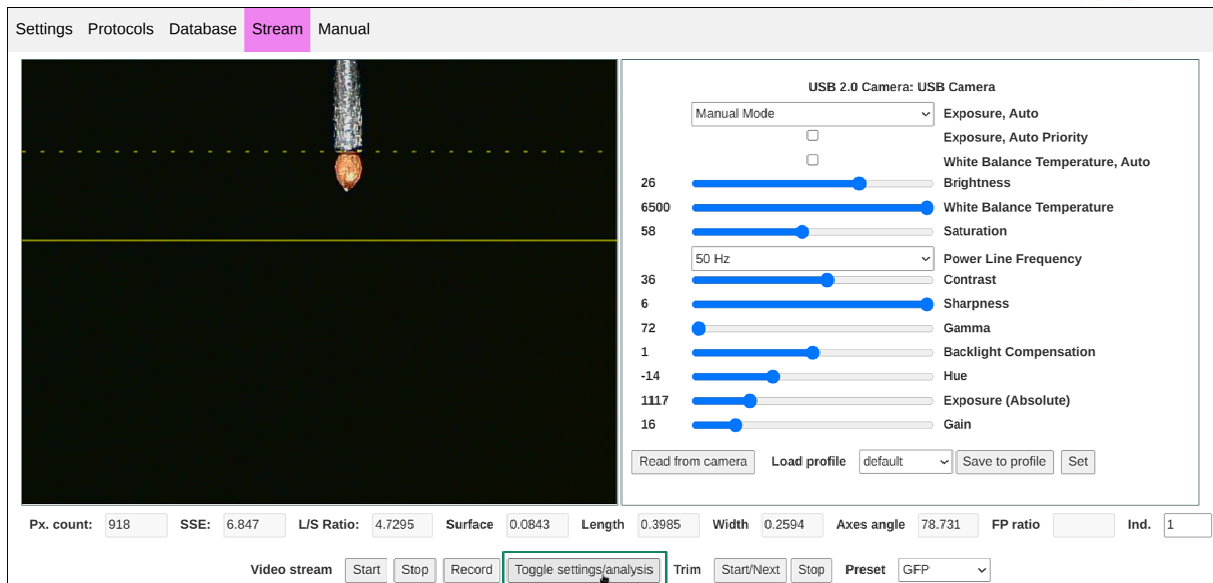 Settings Protocols Database Stream Manual
USB 2.0 Camera: USB Camera
Manual Mode Exposure, Auto
Exposure, Auto Priority
White Balance Temperature, Auto
26 Brightness
6500 White Balance Temperature
58 Saturation
50 Hz Power Line Frequency
36 Contrast
6 Sharpness
72 Gamma
1 Backlight Compensation
-14 Hue
1117 Exposure (Absolute)
16 Gain
Read from camera Load profile default Save to profile Set
Px. count: 918 SSE: 6.847 L/S Ratio: 4.7295 Surface 0.0843 Length 0.3985 Width 0.2594 Axes angle 78.731 FP ratio Ind. 1
Video stream Start Stop Record Toggle settings/analysis Trim Start/Next Stop Preset GFP